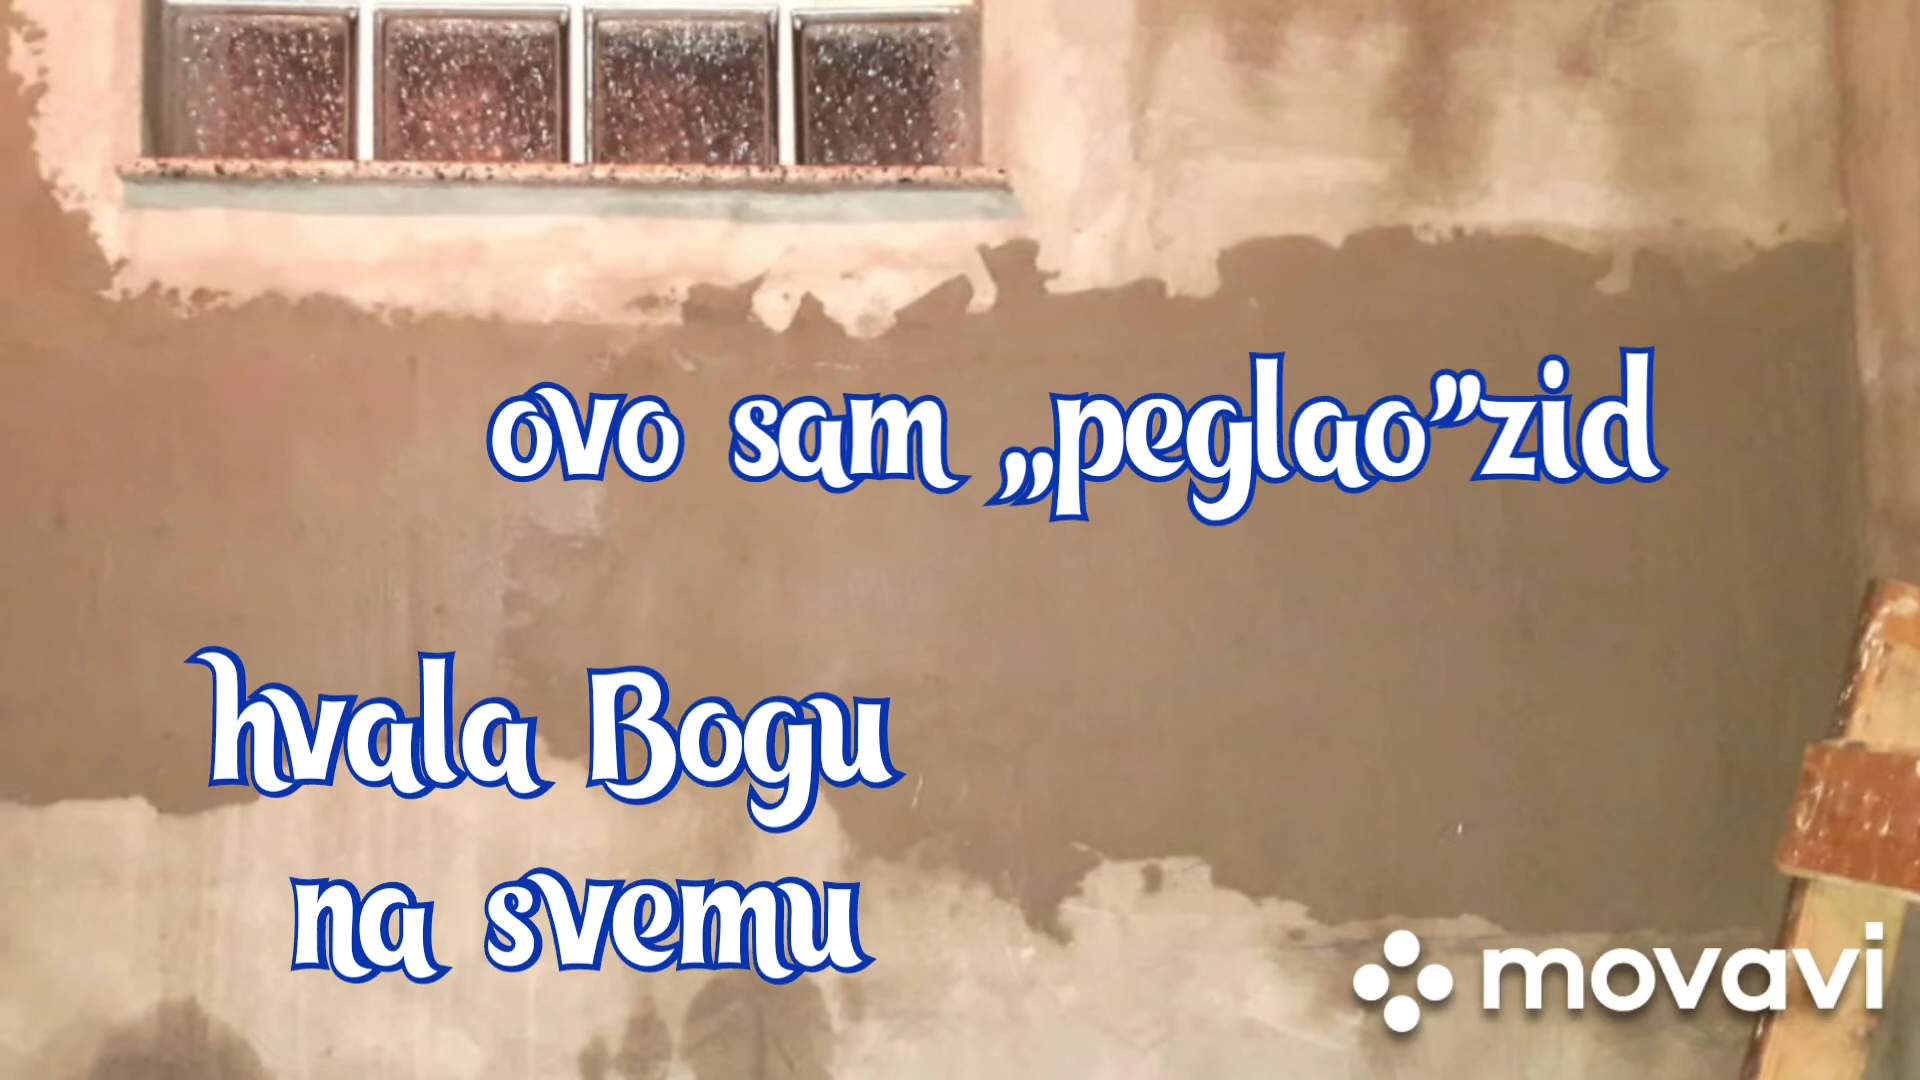 ovo sam „peglao”zid
hvala Bogu
na svemu
movavi